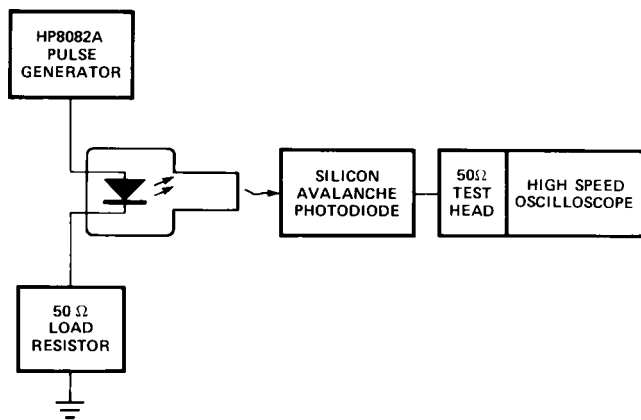 HP8082A
PULSE
GENERATOR
SILICON
AVALANCHE
PHOTODIODE
50Ω
TEST
HEAD
HIGH SPEED
OSCILLOSCOPE
50 Ω
LOAD
RESISTOR